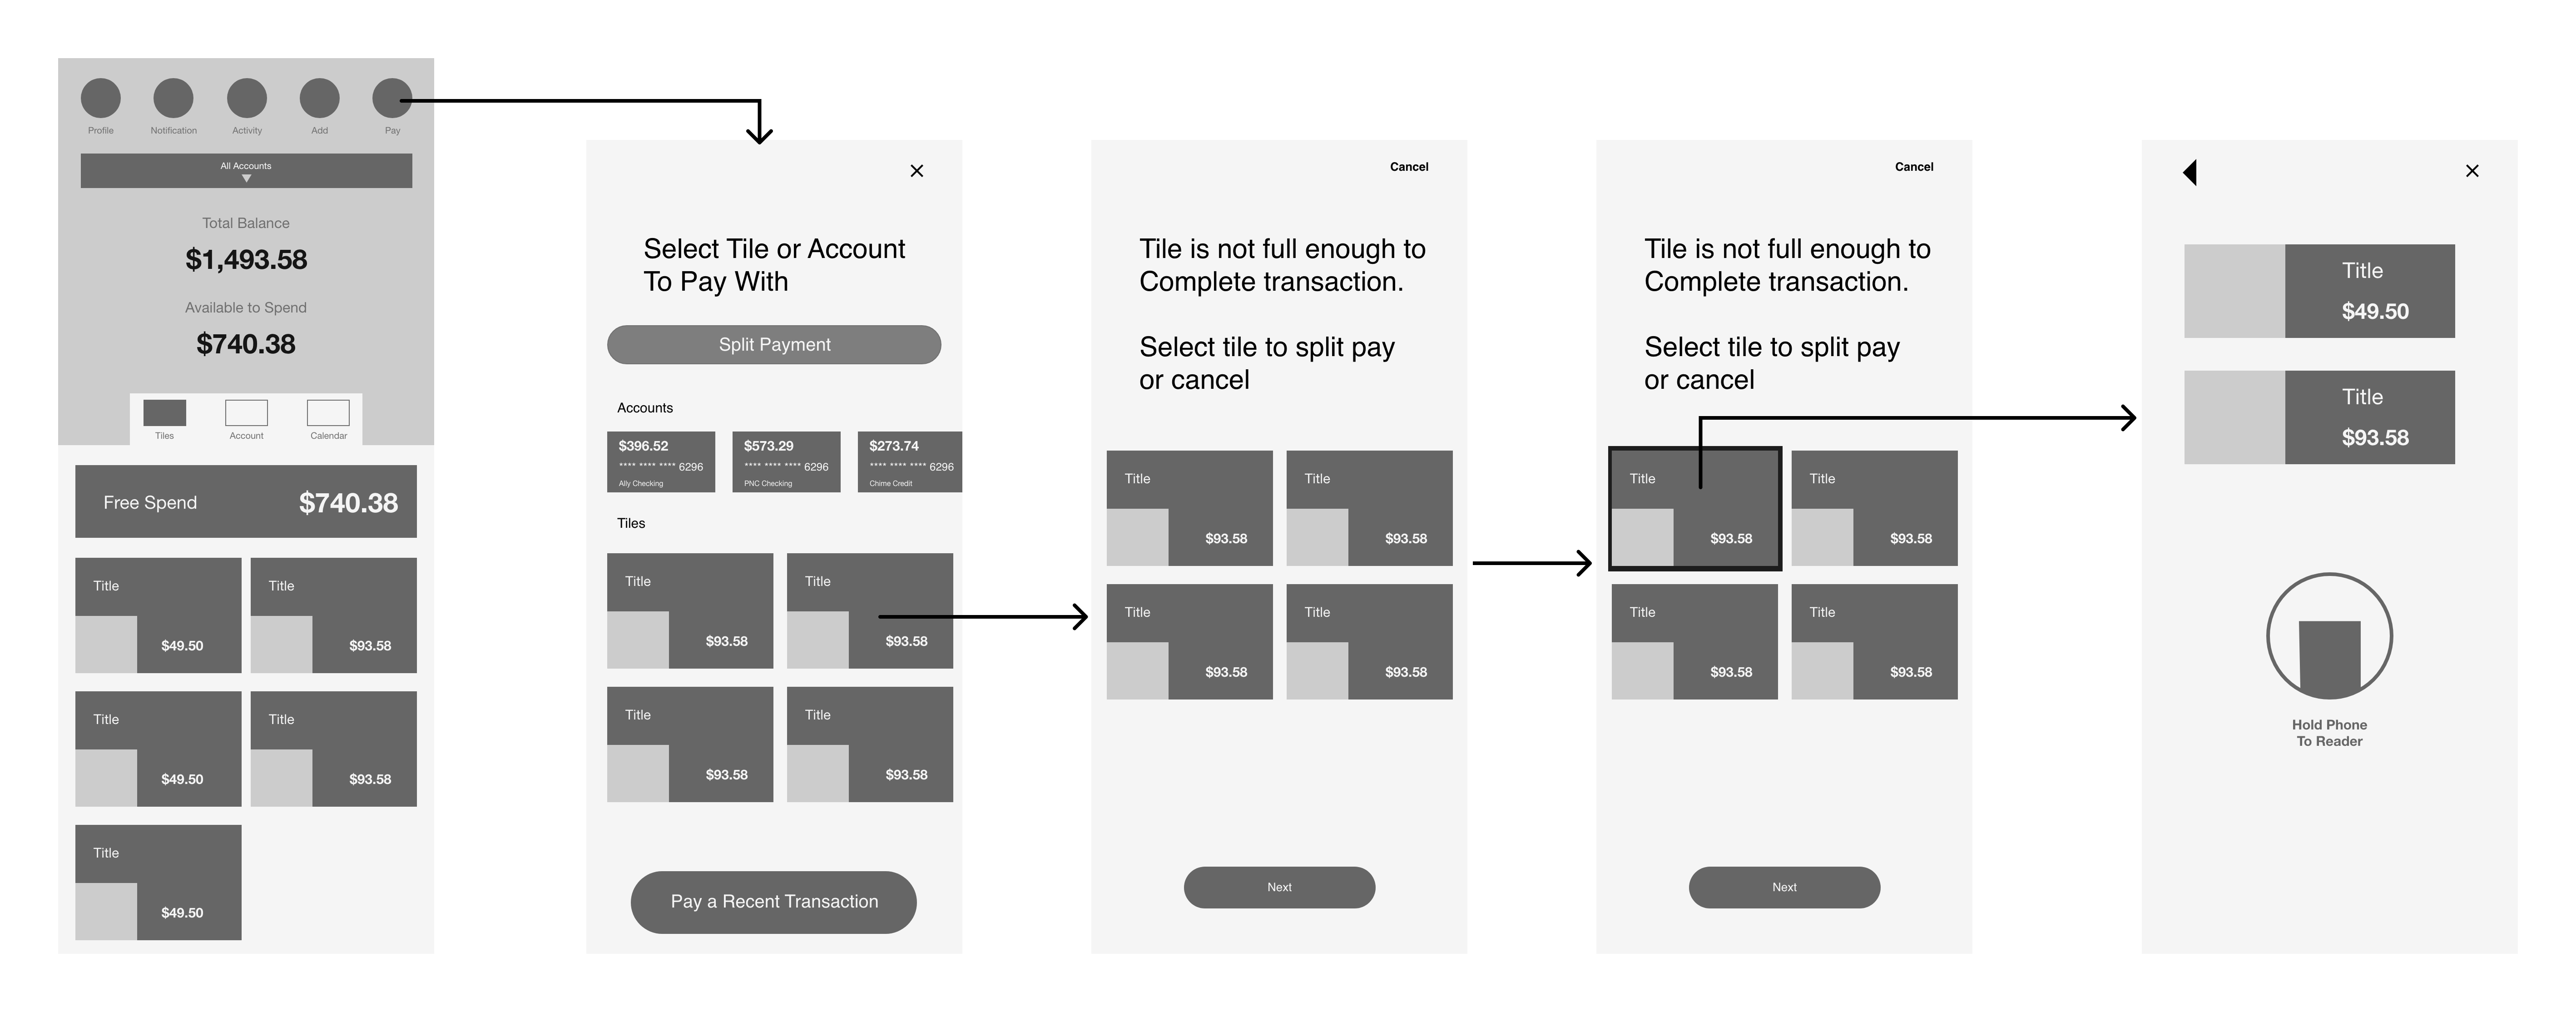 Profile
Notification
Activity
Add
Pay
All Accounts
Total Balance
$1,493.58
Available to Spend
$740.38
Tiles
Account
Calendar
Free Spend
$740.38
Title
$49.50
Title
$93.58
Title
$49.50
Title
$93.58
Title
$49.50
Select Tile or Account
To Pay With
Split Payment
Accounts
$396.52
**** **** **** 6296
Ally Checking
$573.29
**** **** **** 6296
PNC Checking
$273.74
**** **** **** 6296
Chime Credit
Tiles
Title
$93.58
Title
$93.58
Title
$93.58
Title
$93.58
Pay a Recent Transaction
Cancel
Tile is not full enough to
Complete transaction.
Select tile to split pay
or cancel
Title
$93.58
Title
$93.58
Title
$93.58
Title
$93.58
Next
Cancel
Tile is not full enough to
Complete transaction.
Select tile to split pay
or cancel
Title
$93.58
Title
$93.58
Title
$93.58
Title
$93.58
Next
Title
$49.50
Title
$93.58
Hold Phone
To Reader